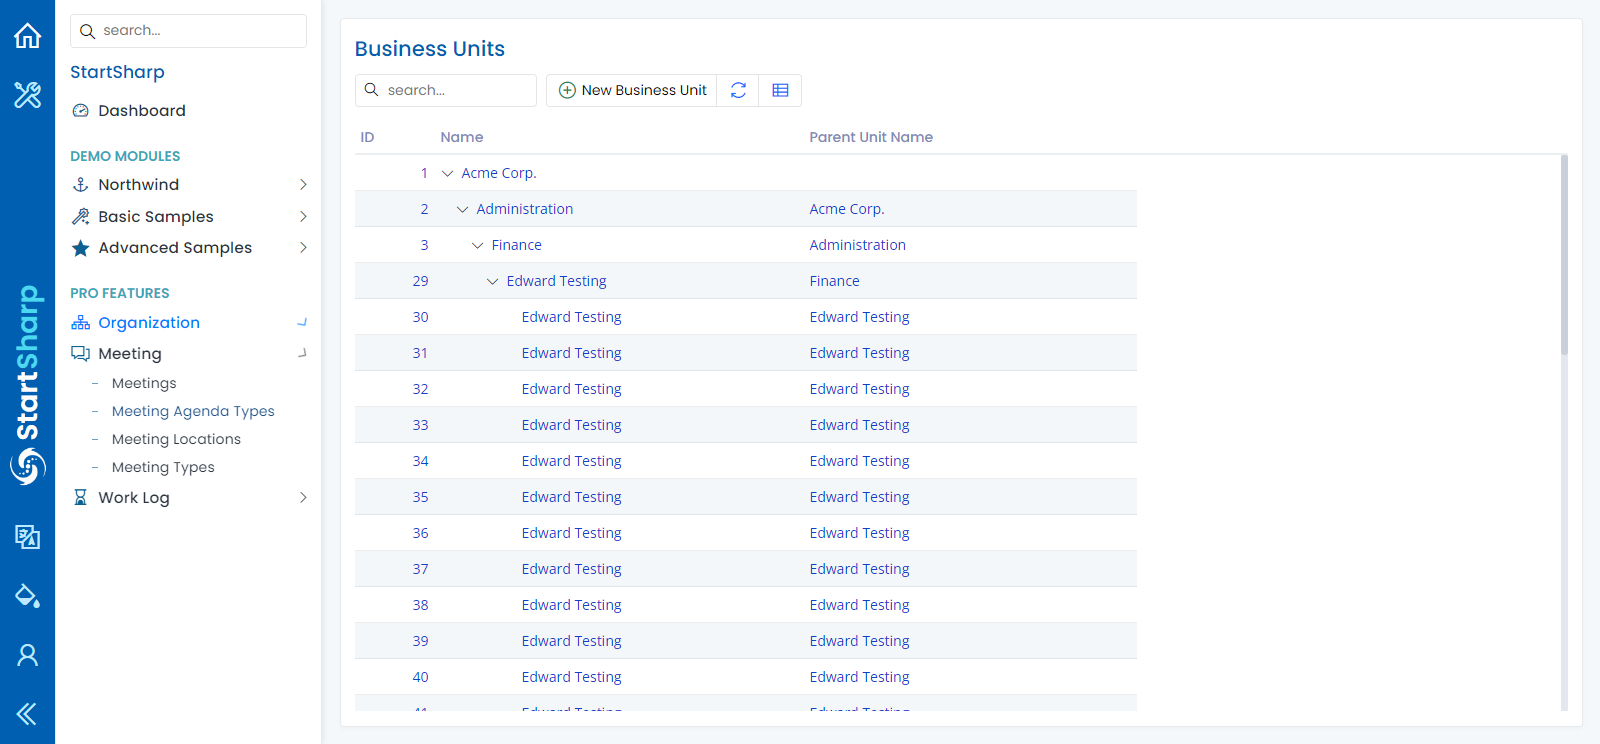 StartSharp
search...
StartSharp
Dashboard
DEMO MODULES
Northwind
Basic Samples
Advanced Samples
PRO FEATURES
Organization
Meeting
– Meetings
– Meeting Agenda Types
– Meeting Locations
– Meeting Types
Work Log
Business Units
search... New Business Unit
ID Name Parent Unit Name
1 Acme Corp.
2 Administration Acme Corp.
3 Finance Administration
29 Edward Testing Finance
30 Edward Testing Edward Testing
31 Edward Testing Edward Testing
32 Edward Testing Edward Testing
33 Edward Testing Edward Testing
34 Edward Testing Edward Testing
35 Edward Testing Edward Testing
36 Edward Testing Edward Testing
37 Edward Testing Edward Testing
38 Edward Testing Edward Testing
39 Edward Testing Edward Testing
40 Edward Testing Edward Testing
41 Edward Testing Edward Testing